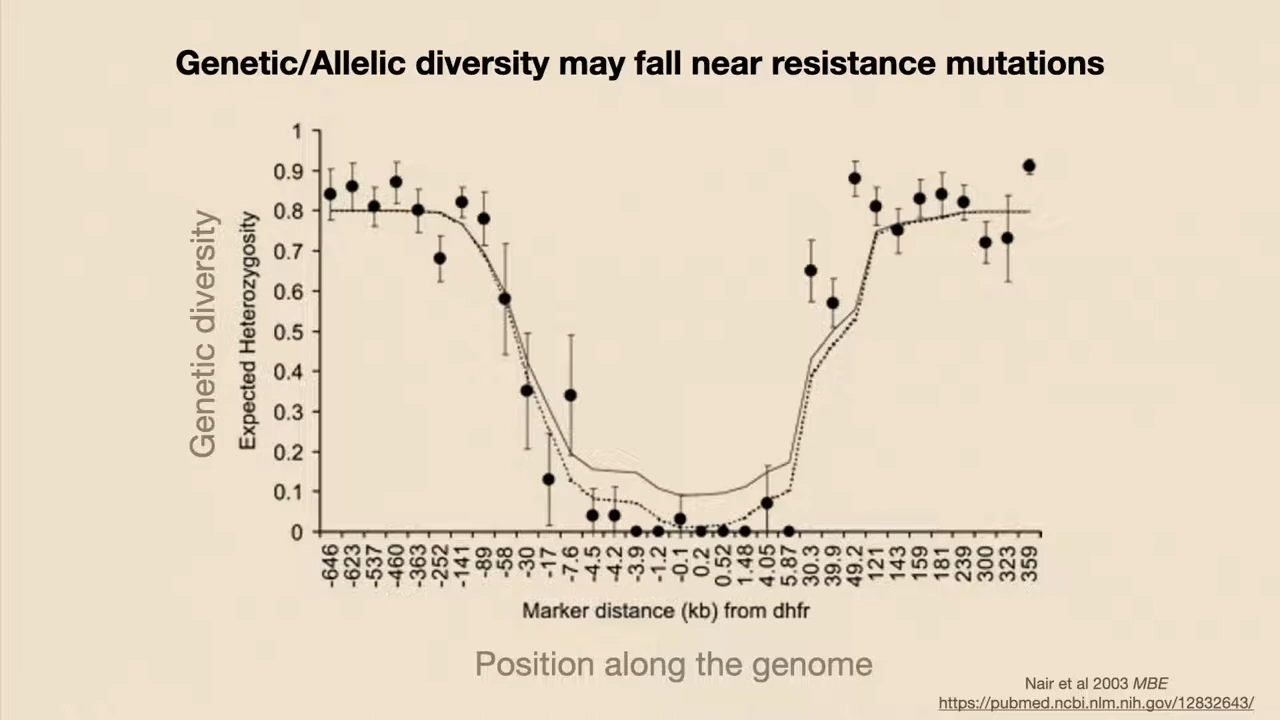 Genetic/Allelic diversity may fall near resistance mutations
1
0.9
0.8
0.7
0.6
0.5
0.4
0.3
0.2
0.1
0
Genetic diversity
Expected Heterozygosity
-646 -623 -537 -460 -363 -252 -141 -89 -58 -30 -17 -7.6 -4.5 -4.2 -3.9 -1.2 -0.1 0.2 0.52 1.48 4.05 5.87 30.3 39.9 49.2 121 143 159 181 239 300 323 359
Marker distance (kb) from dhfr
Position along the genome
Nair et al 2003 MBE
https://pubmed.ncbi.nlm.nih.gov/12832643/